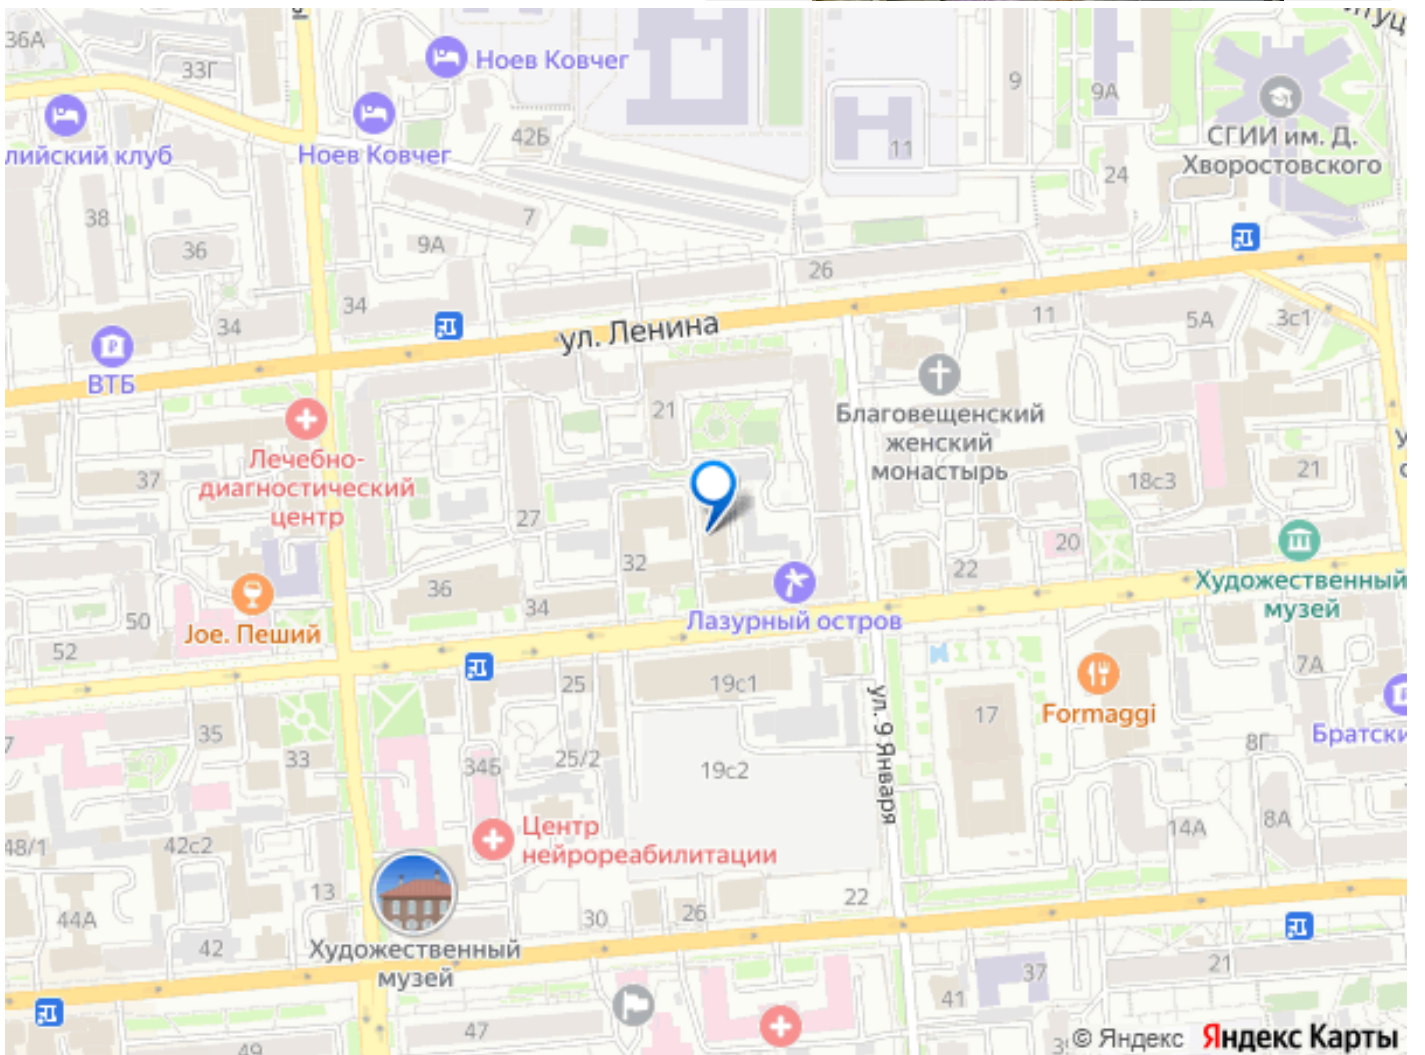 36А
33Г
Ноев Ковчег
9
9А
42Б
11
СГИИ им. Д.
Хворостовского
лийский клуб
Ноев Ковчег
24
38
7
36
9А
26
34
34
ул. Ленина
11
5А
3с1
ВТБ
21
Благовещенский
женский
монастырь
Лечебно-
диагностический
центр
37
27
18с3
21
20
32
22
36
34
Художественный
музей
50
Joe. Пеший
Лазурный остров
52
25
19с1
7А
35
ул. 9 Января
17
Formaggi
Братски
7
33
34Б
25/2
19с2
8Г
48/1
42с2
Центр
нейрореабилитации
14А
8А
13
22
44А
42
30
26
Художественный
музей
21
37
41
47
49
© Яндекс Яндекс Карты